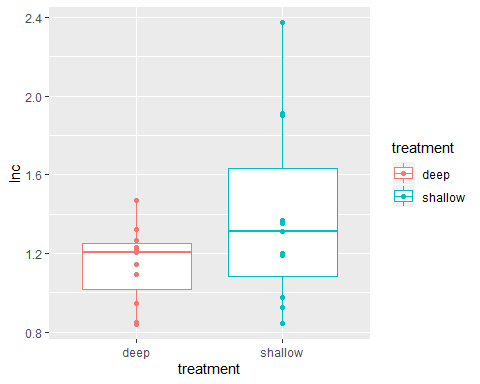 2.4
2.0
1.6
1.2
0.8
lnc
deep
shallow
treatment
treatment
deep
shallow